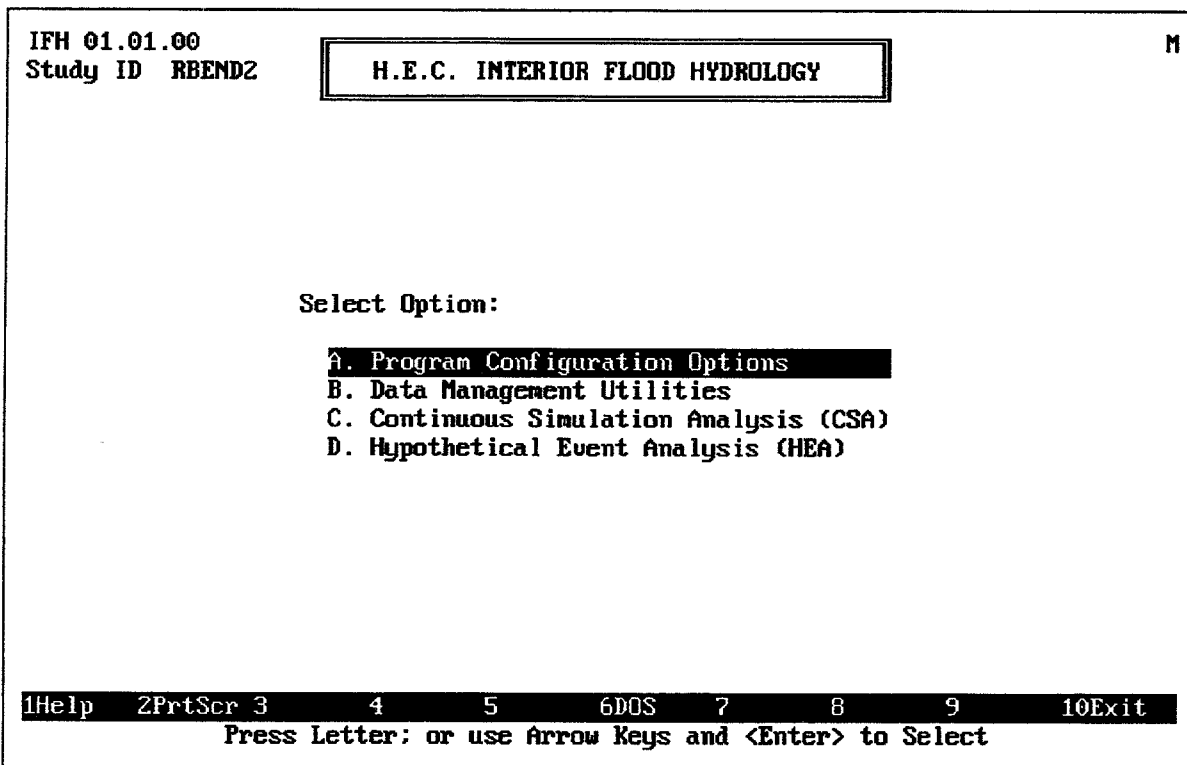 IFH 01.01.00 M
Study ID RBEND2 H.E.C. INTERIOR FLOOD HYDROLOGY
Select Option:
A. Program Configuration Options
B. Data Management Utilities
C. Continuous Simulation Analysis (CSA)
D. Hypothetical Event Analysis (HEA)
1Help 2PrtScr 3 4 5 6DOS 7 8 9 10Exit
Press Letter; or use Arrow Keys and <Enter> to Select